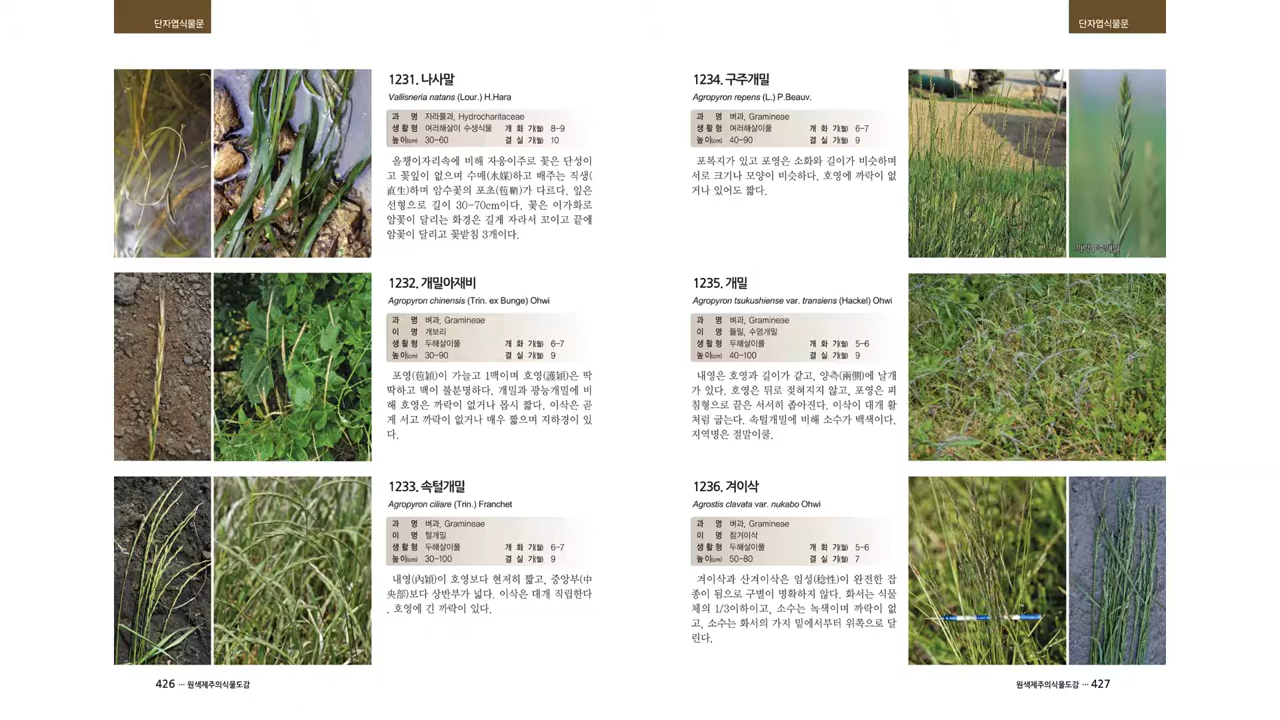 단자엽식물문
1231. 나사말
Vallisneria natans (Lour.) H.Hara
과 명 자라풀과, Hydrocharitaceae
생 활 형 여러해살이 수생식물 개 화 기(월) 8-9
높 이(cm) 30-60 결 실 기(월) 10
올챙이자리속에 비해 자웅이주로 꽃은 단성이
고 꽃잎이 없으며 수매(水媒)하고 배주는 직생(
直生)하며 암수꽃의 포초(苞鞘)가 다르다. 잎은
선형으로 길이 30-70cm이다. 꽃은 이가화로
암꽃이 달리는 화경은 길게 자라서 꼬이고 끝에
암꽃이 달리고 꽃받침 3개이다.
1232. 개밀아재비
Agropyron chinensis (Trin. ex Bunge) Ohwi
과 명 벼과, Gramineae
이 명 개보리
생 활 형 두해살이풀 개 화 기(월) 6-7
높 이(cm) 30-90 결 실 기(월) 9
포영(苞穎)이 가늘고 1맥이며 호영(護穎)은 딱
딱하고 맥이 불분명하다. 개밀과 광능개밀에 비
해 호영은 까락이 없거나 몹시 짧다. 이삭은 곧
게 서고 까락이 없거나 매우 짧으며 지하경이 있
다.
1233. 속털개밀
Agropyron ciliare (Trin.) Franchet
과 명 벼과, Gramineae
이 명 털개밀
생 활 형 두해살이풀 개 화 기(월) 6-7
높 이(cm) 30-100 결 실 기(월) 9
내영(內穎)이 호영보다 현저히 짧고, 중앙부(中
央部)보다 상반부가 넓다. 이삭은 대개 직립한다
. 호영에 긴 까락이 있다.
426 ··· 원색제주의식물도감
단자엽식물문
1234. 구주개밀
Agropyron repens (L.) P.Beauv.
과 명 벼과, Gramineae
생 활 형 여러해살이풀 개 화 기(월) 6-7
높 이(cm) 40-90 결 실 기(월) 9
포복지가 있고 포영은 소화와 길이가 비슷하며
서로 크기나 모양이 비슷하다. 호영에 까락이 없
거나 있어도 짧다.
1235. 개밀
Agropyron tsukushiense var. transiens (Hackel) Ohwi
과 명 벼과, Gramineae
이 명 들밀, 수염개밀
생 활 형 두해살이풀 개 화 기(월) 5-6
높 이(cm) 40-100 결 실 기(월) 9
내영은 호영과 길이가 같고, 양측(兩側)에 날개
가 있다. 호영은 뒤로 젖혀지지 않고, 포영은 피
침형으로 끝은 서서히 좁아진다. 이삭이 대개 활
처럼 굽는다. 속털개밀에 비해 소수가 백색이다.
지역명은 절말이쿨.
1236. 겨이삭
Agrostis clavata var. nukabo Ohwi
과 명 벼과, Gramineae
이 명 참겨이삭
생 활 형 두해살이풀 개 화 기(월) 5-6
높 이(cm) 50-80 결 실 기(월) 7
겨이삭과 산겨이삭은 임성(稔性)이 완전한 잡
종이 됨으로 구별이 명확하지 않다. 화서는 식물
체의 1/3이하이고, 소수는 녹색이며 까락이 없
고, 소수는 화서의 가지 밑에서부터 위쪽으로 달
린다.
원색제주의식물도감 ··· 427